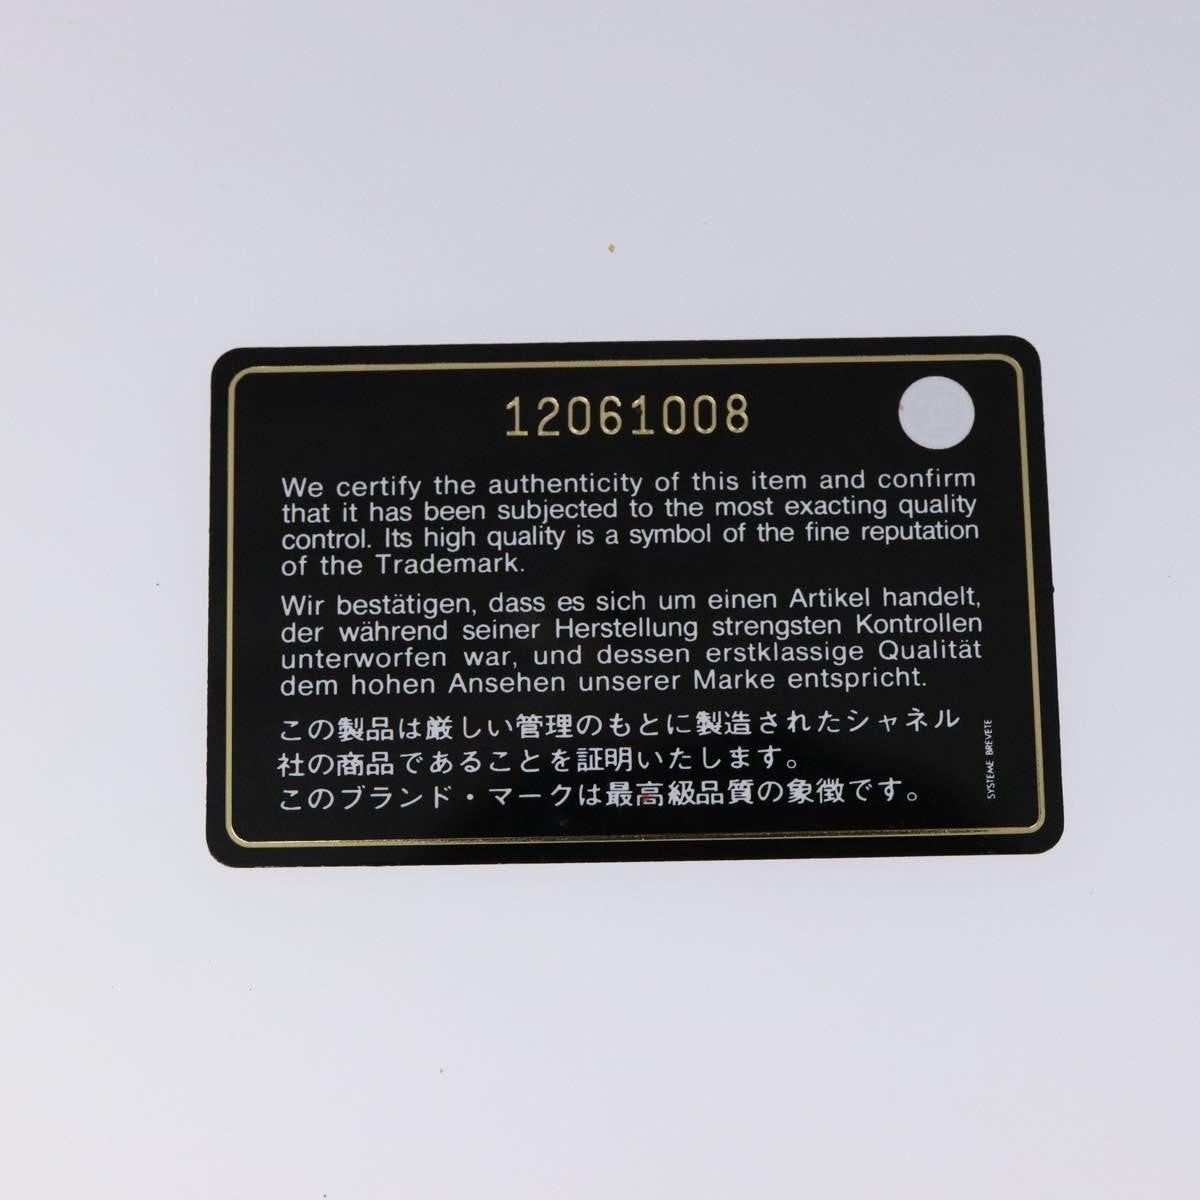 12061008
We certify the authenticity of this item and confirm
that it has been subjected to the most exacting quality
control. Its high quality is a symbol of the fine reputation
of the Trademark.
Wir bestätigen, dass es sich um einen Artikel handelt,
der während seiner Herstellung strengsten Kontrollen
unterworfen war, und dessen erstklassige Qualität
dem hohen Ansehen unserer Marke entspricht.
この製品は厳しい管理のもとに製造されたシャネル
社の商品であることを証明いたします。
このブランド・マークは最高級品質の象徴です。
SYSTEME BREVETE